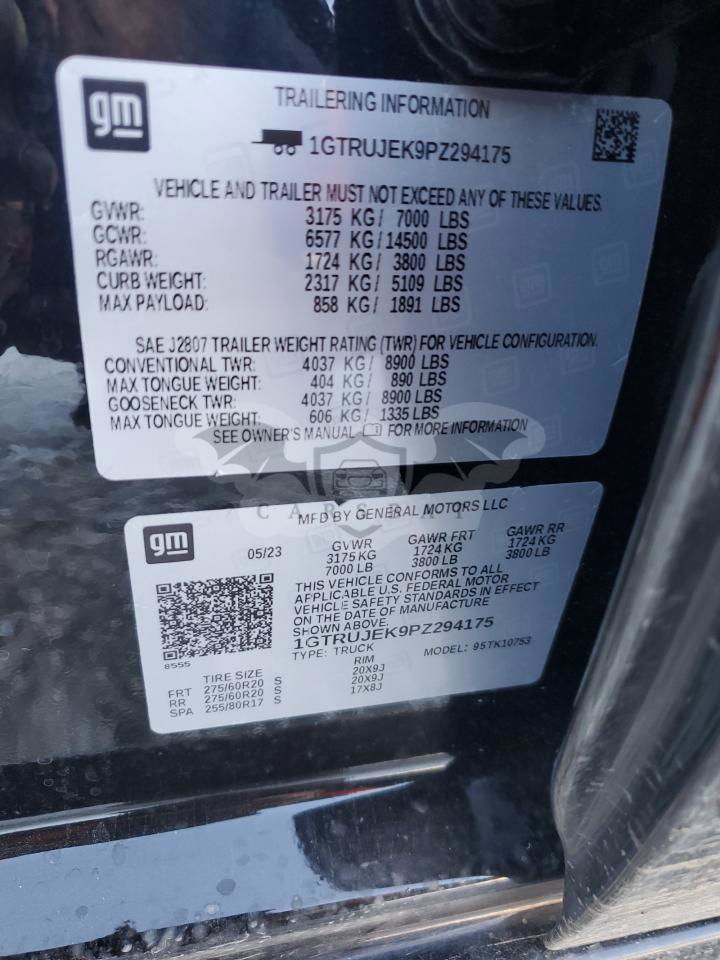 gm
TRAILERING INFORMATION
1GTRUJEK9PZ294175
VEHICLE AND TRAILER MUST NOT EXCEED ANY OF THESE VALUES.
GVWR: 3175 KG/ 7000 LBS
GCWR: 6577 KG/14500 LBS
RGAWR: 1724 KG/ 3800 LBS
CURB WEIGHT: 2317 KG/ 5109 LBS
MAX PAYLOAD: 858 KG/ 1891 LBS
SAE J2807 TRAILER WEIGHT RATING (TWR) FOR VEHICLE CONFIGURATION.
CONVENTIONAL TWR: 4037 KG/ 8900 LBS
MAX TONGUE WEIGHT: 404 KG/ 890 LBS
GOOSENECK TWR: 4037 KG/ 8900 LBS
MAX TONGUE WEIGHT: 606 KG/ 1335 LBS
SEE OWNER'S MANUAL FOR MORE INFORMATION
gm
MFD BY GENERAL MOTORS LLC
05/23 GVWR GAWR FRT GAWR RR
3175 KG 1724 KG 1724 KG
7000 LB 3800 LB 3800 LB
THIS VEHICLE CONFORMS TO ALL
APPLICABLE U.S. FEDERAL MOTOR
VEHICLE SAFETY STANDARDS IN EFFECT
ON THE DATE OF MANUFACTURE
SHOWN ABOVE.
1GTRUJEK9PZ294175
TYPE: TRUCK MODEL: 95TK10753
8555
TIRE SIZE RIM
FRT 275/60R20 S 20X9J
RR 275/60R20 S 20X9J
SPA 255/80R17 S 17X8J